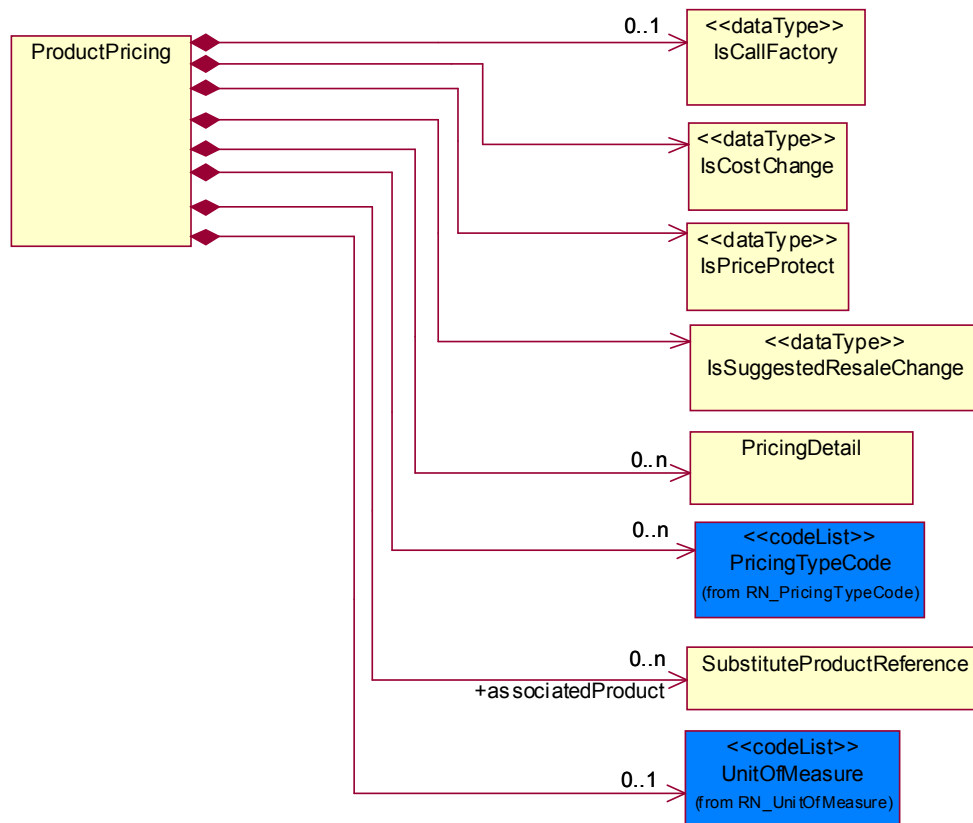 ProductPricing
0..1
<<dataType>>
IsCallFactory
<<dataType>>
IsCostChange
<<dataType>>
IsPriceProtect
<<dataType>>
IsSuggestedResaleChange
0..n
PricingDetail
0..n
<<codeList>>
PricingTypeCode
(from RN_PricingTypeCode)
0..n
+associatedProduct
SubstituteProductReference
0..1
<<codeList>>
UnitOfMeasure
(from RN_UnitOfMeasure)